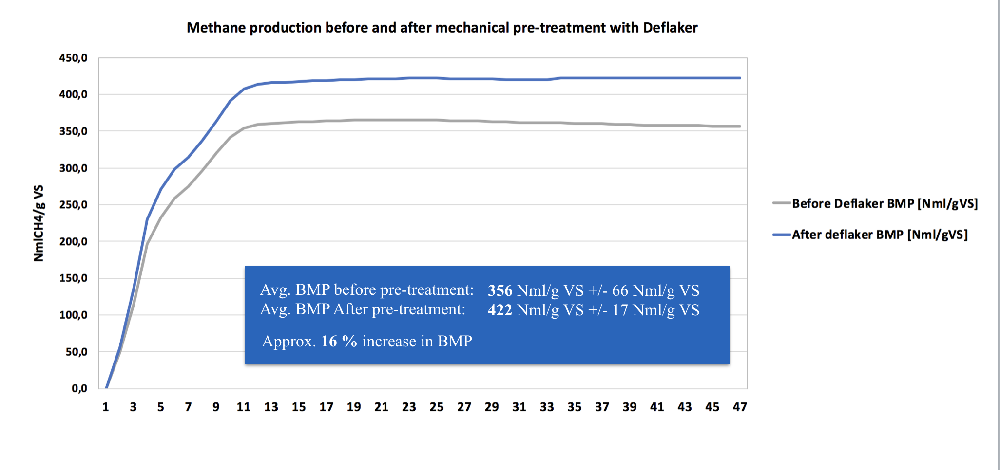 Methane production before and after mechanical pre-treatment with Deflaker
450,0
400,0
350,0
300,0
250,0
200,0
150,0
100,0
50,0
0,0
NmlCH4/g VS
1 3 5 7 9 11 13 15 17 19 21 23 25 27 29 31 33 35 37 39 41 43 45 47
Before Deflaker BMP [Nml/gVS]
After deflaker BMP [Nml/gVS]
Avg. BMP before pre-treatment: 356 Nml/g VS +/- 66 Nml/g VS
Avg. BMP After pre-treatment: 422 Nml/g VS +/- 17 Nml/g VS
Approx. 16 % increase in BMP